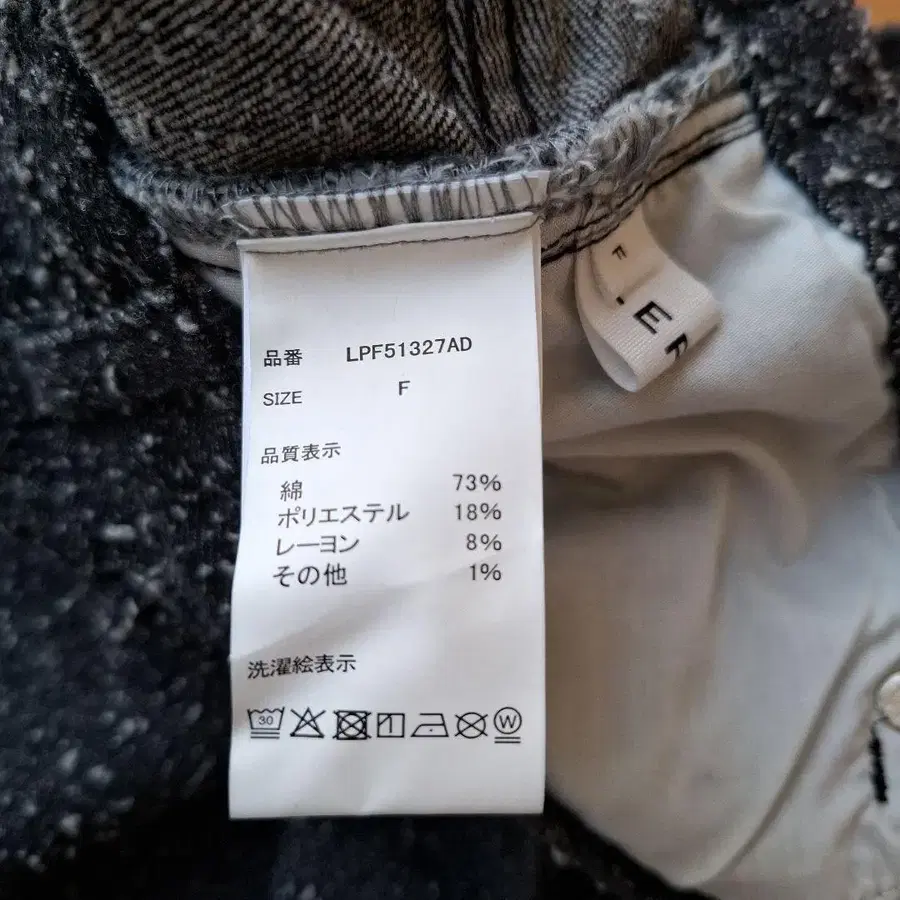 品番 LPF51327AD
SIZE F
品質表示
綿 73%
ポリエステル 18%
レーヨン 8%
その他 1%
洗濯絵表示
30 W